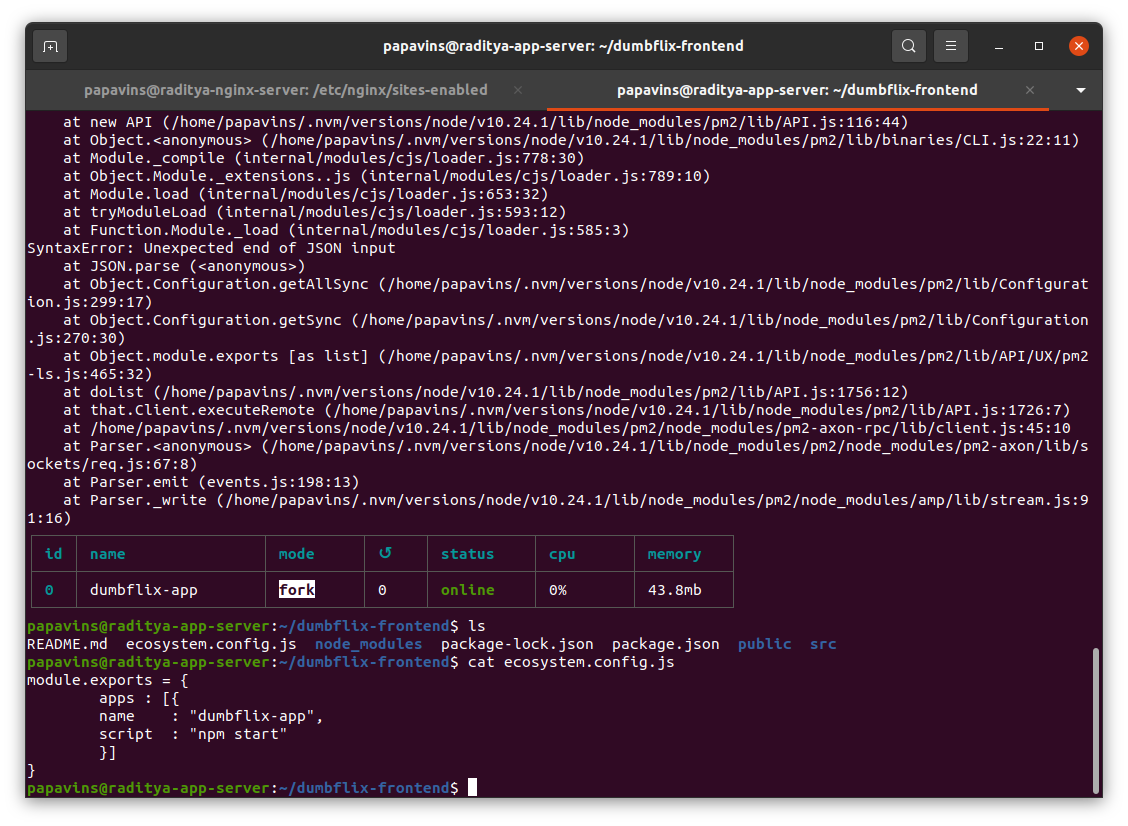 papavins@raditya-app-server: ~/dumbflix-frontend
papavins@raditya-nginx-server: /etc/nginx/sites-enabled
papavins@raditya-app-server: ~/dumbflix-frontend
    at new API (/home/papavins/.nvm/versions/node/v10.24.1/lib/node_modules/pm2/lib/API.js:116:44)
    at Object.<anonymous> (/home/papavins/.nvm/versions/node/v10.24.1/lib/node_modules/pm2/lib/binaries/CLI.js:22:11)
    at Module._compile (internal/modules/cjs/loader.js:778:30)
    at Object.Module._extensions..js (internal/modules/cjs/loader.js:789:10)
    at Module.load (internal/modules/cjs/loader.js:653:32)
    at tryModuleLoad (internal/modules/cjs/loader.js:593:12)
    at Function.Module._load (internal/modules/cjs/loader.js:585:3)
SyntaxError: Unexpected end of JSON input
    at JSON.parse (<anonymous>)
    at Object.Configuration.getAllSync (/home/papavins/.nvm/versions/node/v10.24.1/lib/node_modules/pm2/lib/Configurat
ion.js:299:17)
    at Object.Configuration.getSync (/home/papavins/.nvm/versions/node/v10.24.1/lib/node_modules/pm2/lib/Configuration
.js:270:30)
    at Object.module.exports [as list] (/home/papavins/.nvm/versions/node/v10.24.1/lib/node_modules/pm2/lib/API/UX/pm2
-ls.js:465:32)
    at doList (/home/papavins/.nvm/versions/node/v10.24.1/lib/node_modules/pm2/lib/API.js:1756:12)
    at that.Client.executeRemote (/home/papavins/.nvm/versions/node/v10.24.1/lib/node_modules/pm2/lib/API.js:1726:7)
    at /home/papavins/.nvm/versions/node/v10.24.1/lib/node_modules/pm2/node_modules/pm2-axon-rpc/lib/client.js:45:10
    at Parser.<anonymous> (/home/papavins/.nvm/versions/node/v10.24.1/lib/node_modules/pm2/node_modules/pm2-axon/lib/s
ockets/req.js:67:8)
    at Parser.emit (events.js:198:13)
    at Parser._write (/home/papavins/.nvm/versions/node/v10.24.1/lib/node_modules/pm2/node_modules/amp/lib/stream.js:9
1:16)
id name mode ↺ status cpu memory
0 dumbflix-app fork 0 online 0% 43.8mb
papavins@raditya-app-server:~/dumbflix-frontend$ ls
README.md  ecosystem.config.js  node_modules  package-lock.json  package.json  public  src
papavins@raditya-app-server:~/dumbflix-frontend$ cat ecosystem.config.js
module.exports = {
        apps : [{
        name    : "dumbflix-app",
        script  : "npm start"
        }]
}
papavins@raditya-app-server:~/dumbflix-frontend$